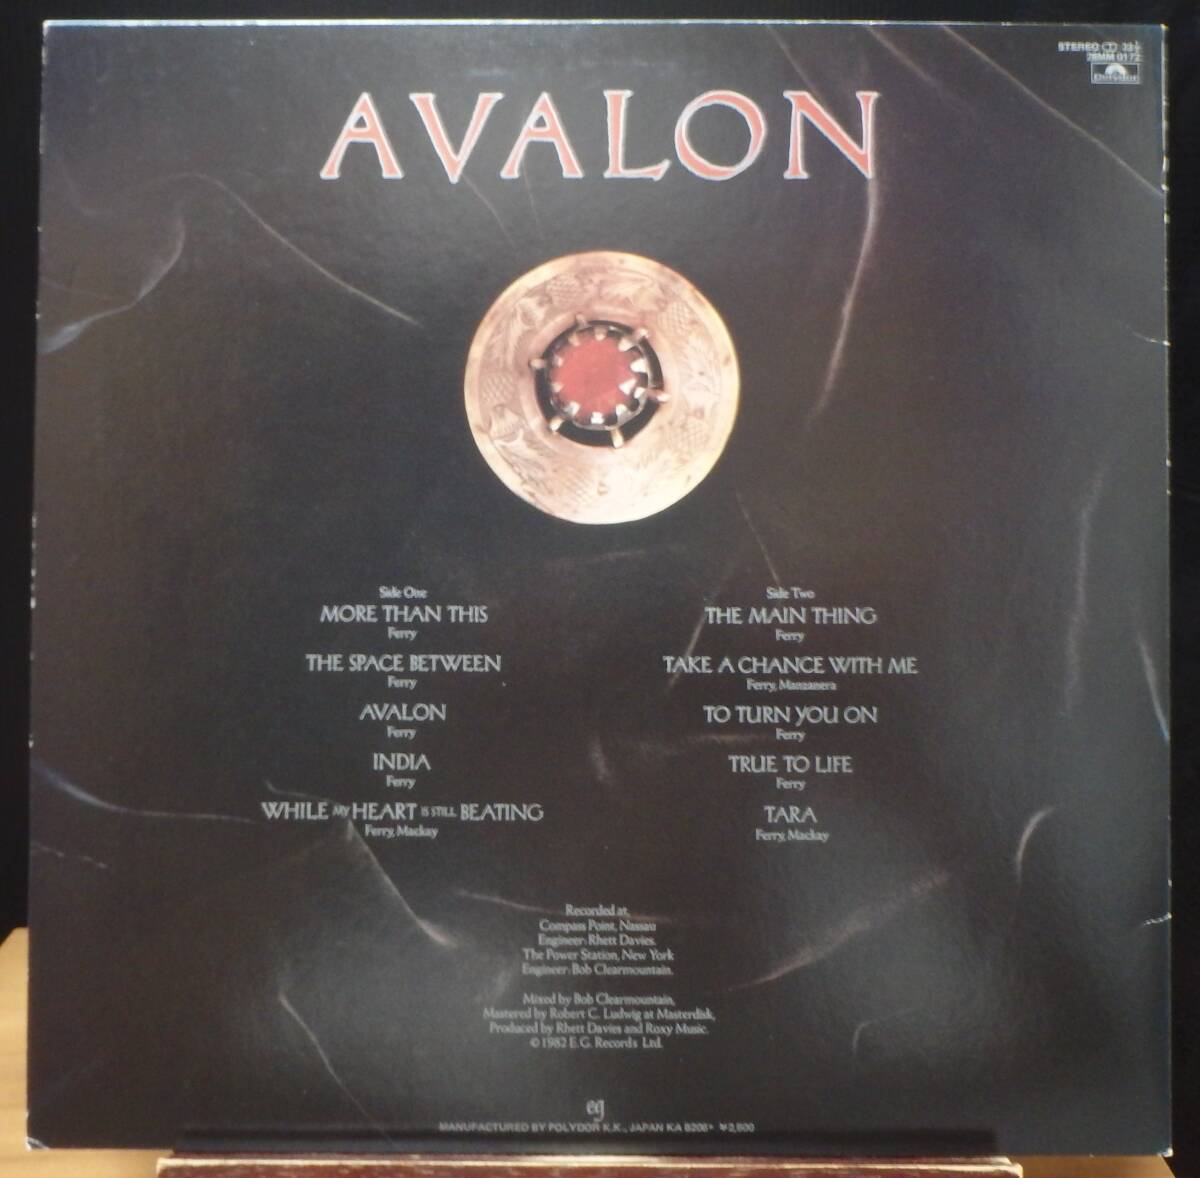 STEREO 33⅓
28MM 0172
Polydor
AVALON
Side One
MORE THAN THIS
Ferry
THE SPACE BETWEEN
Ferry
AVALON
Ferry
INDIA
Ferry
WHILE MY HEART IS STILL BEATING
Ferry, Mackay
Side Two
THE MAIN THING
Ferry
TAKE A CHANCE WITH ME
Ferry, Manzanera
TO TURN YOU ON
Ferry
TRUE TO LIFE
Ferry
TARA
Ferry, Mackay
Recorded at,
Compass Point, Nassau
Engineer: Rhett Davies.
The Power Station, New York
Engineer: Bob Clearmountain.
Mixed by Bob Clearmountain,
Mastered by Robert C. Ludwig at Masterdisk,
Produced by Rhett Davies and Roxy Music.
© 1982 E.G. Records Ltd.
eg
MANUFACTURED BY POLYDOR K.K., JAPAN KA 8206* ¥2,800